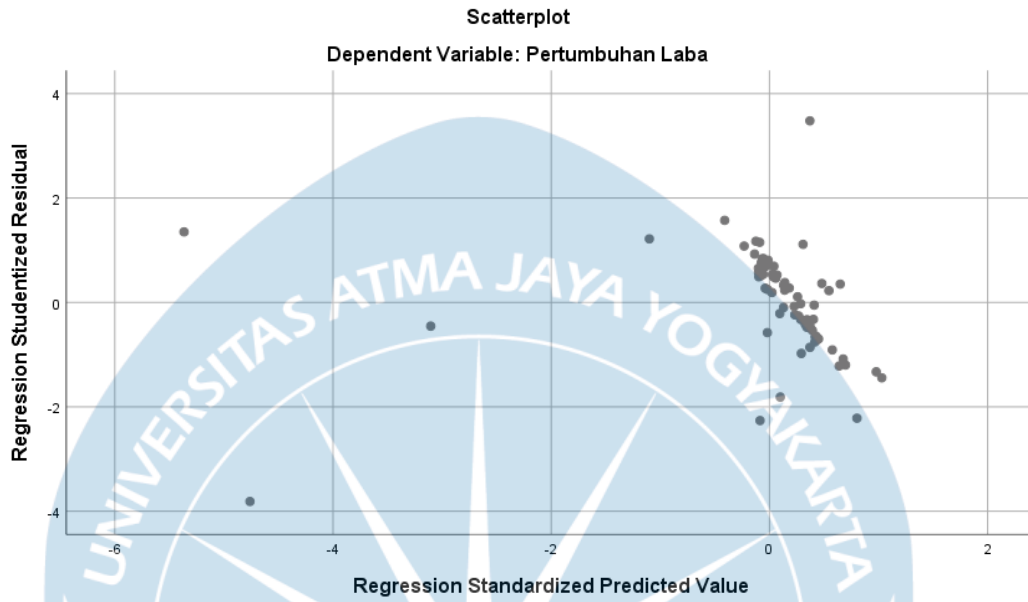 Scatterplot
Dependent Variable: Pertumbuhan Laba
Regression Studentized Residual
4
2
0
-2
-4
-6
-4
-2
0
2
Regression Standardized Predicted Value
UNIVERSITAS ATMA JAYA YOGYAKARTA